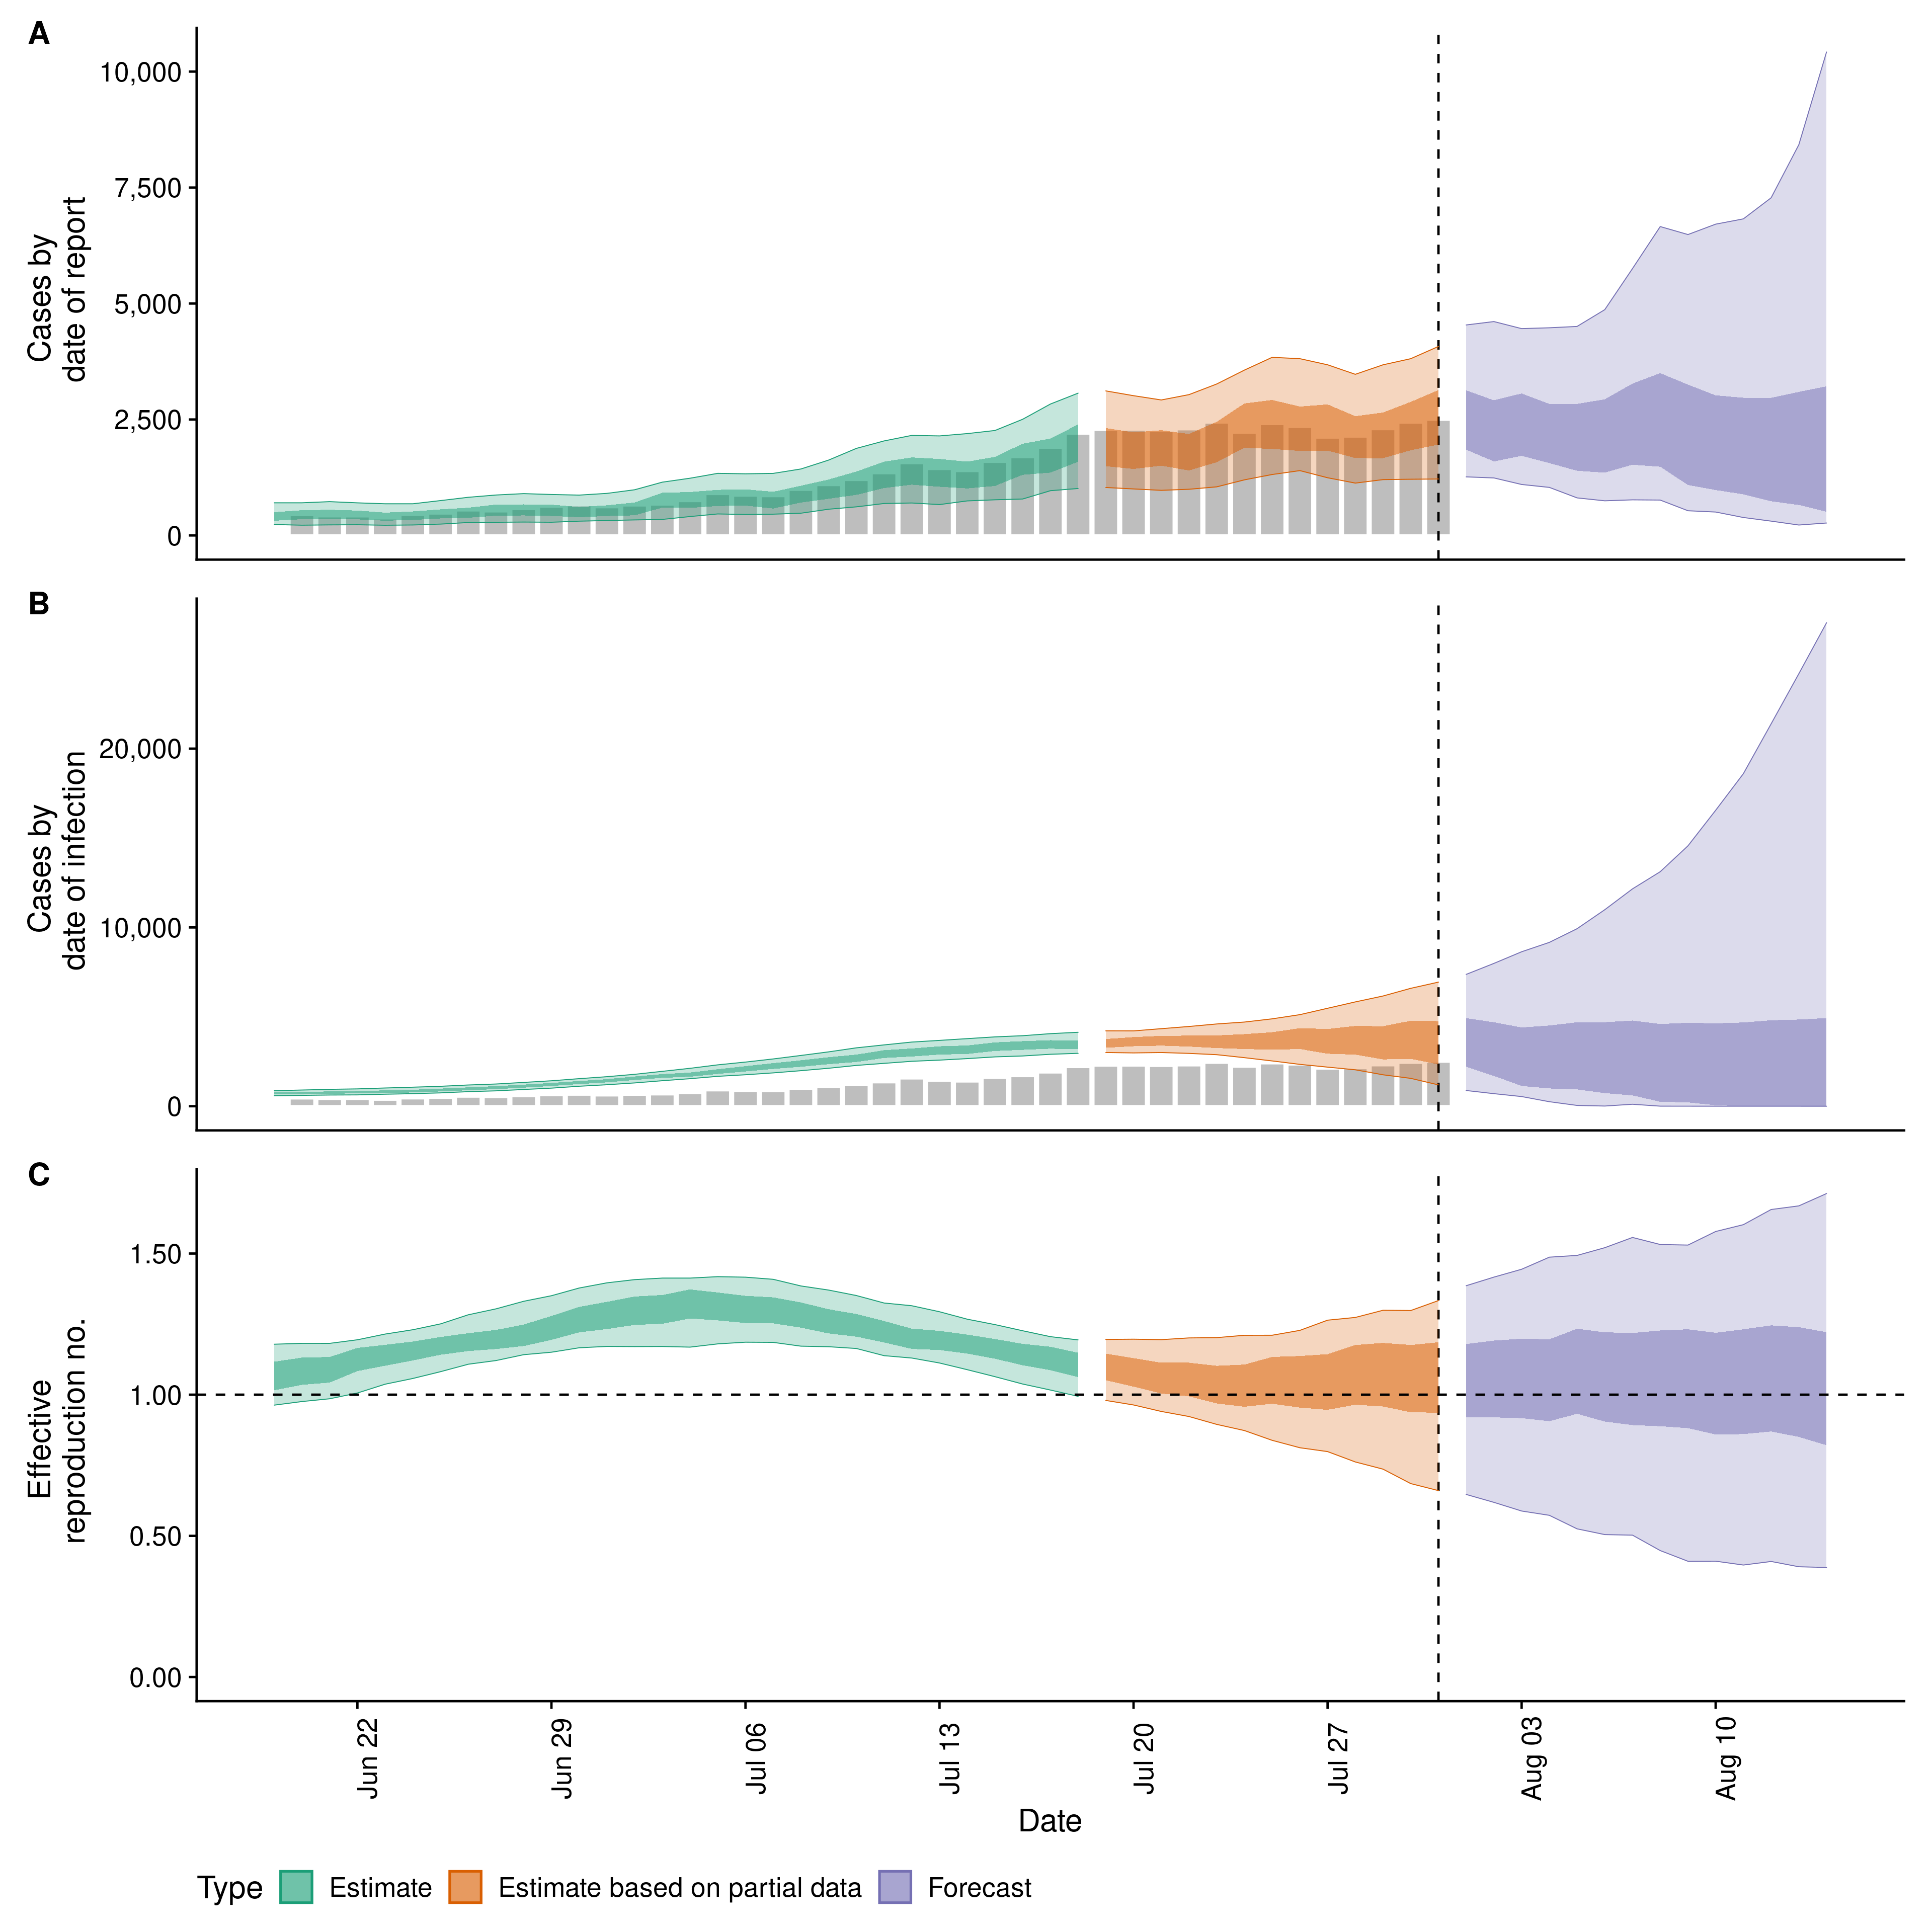 A
10,000
7,500
5,000
2,500
0
Cases by
date of report
B
20,000
10,000
0
Cases by
date of infection
C
1.50
1.00
0.50
0.00
Effective
reproduction no.
Jun 22
Jun 29
Jul 06
Jul 13
Jul 20
Jul 27
Aug 03
Aug 10
Date
Type Estimate Estimate based on partial data Forecast